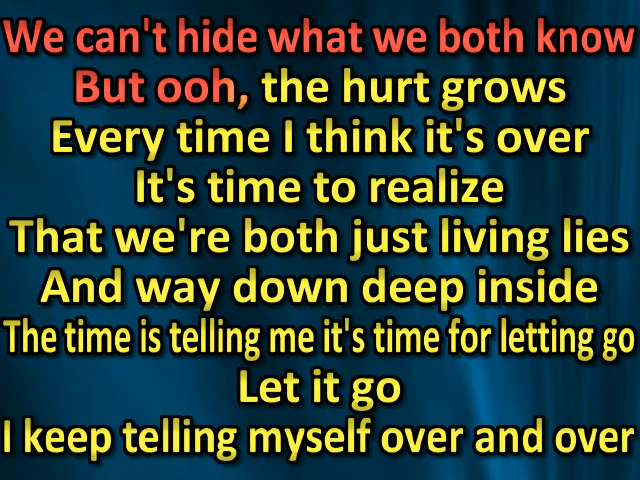 We can't hide what we both know
But ooh, the hurt grows
Every time I think it's over
It's time to realize
That we're both just living lies
And way down deep inside
The time is telling me it's time for letting go
Let it go
I keep telling myself over and over